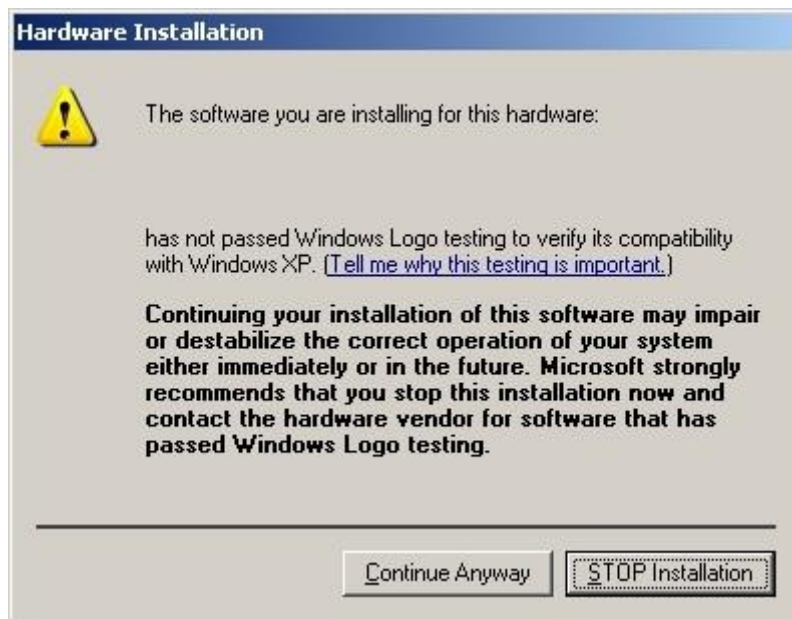 Hardware Installation
The software you are installing for this hardware:
has not passed Windows Logo testing to verify its compatibility
with Windows XP. (Tell me why this testing is important.)
Continuing your installation of this software may impair
or destabilize the correct operation of your system
either immediately or in the future. Microsoft strongly
recommends that you stop this installation now and
contact the hardware vendor for software that has
passed Windows Logo testing.
Continue Anyway
STOP Installation